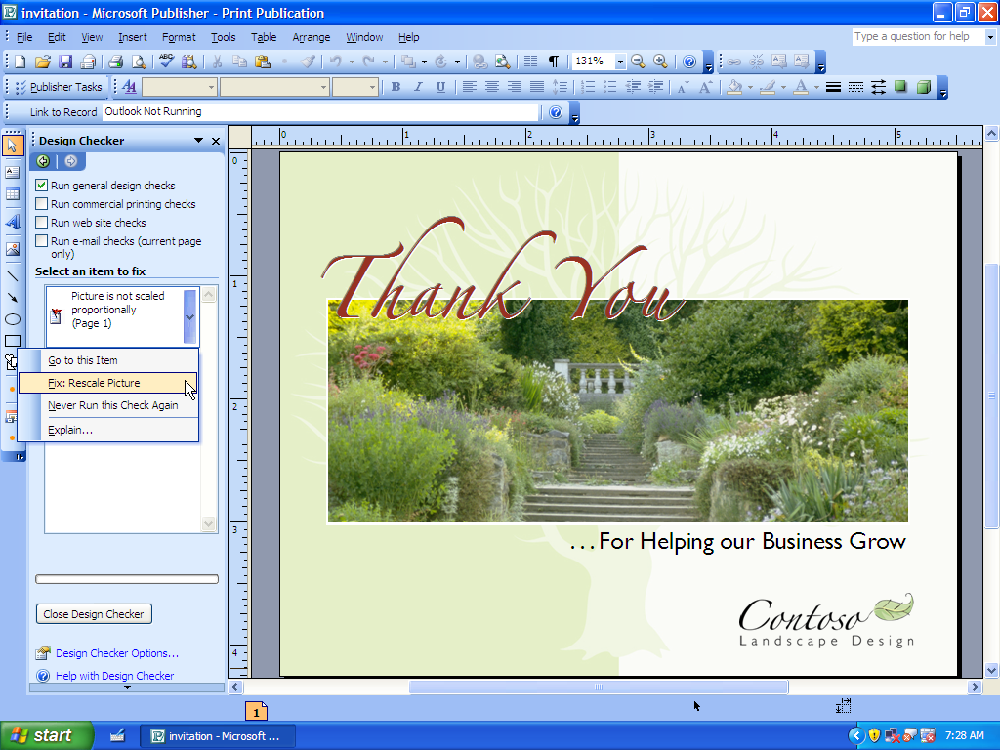 invitation - Microsoft Publisher - Print Publication
File Edit View Insert Format Tools Table Arrange Window Help
Type a question for help
131%
Publisher Tasks
B I U
Link to Record Outlook Not Running
Design Checker
Run general design checks
Run commercial printing checks
Run web site checks
Run e-mail checks (current page
only)
Select an item to fix
Picture is not scaled
proportionally
(Page 1)
Go to this Item
Fix: Rescale Picture
Never Run this Check Again
Explain...
Close Design Checker
Design Checker Options...
Help with Design Checker
0 1 2 3 4 5
0
1
2
3
4
Thank You
...For Helping our Business Grow
Contoso
Landscape Design
1
start
invitation - Microsoft ...
7:28 AM